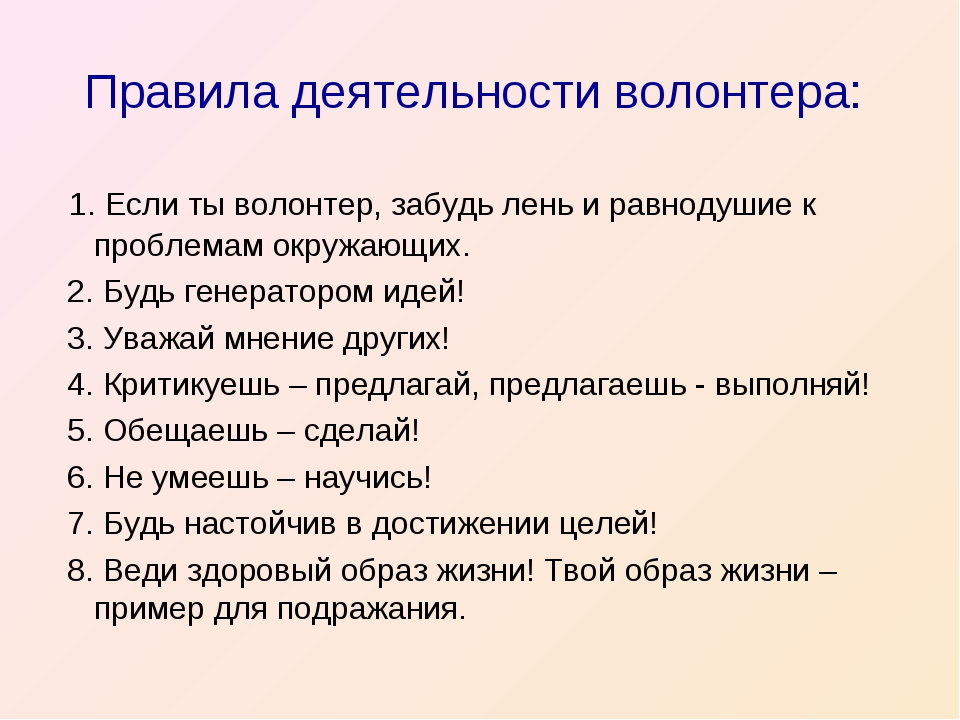 Правила деятельности волонтера:
1. Если ты волонтер, забудь лень и равнодушие к
проблемам окружающих.
2. Будь генератором идей!
3. Уважай мнение других!
4. Критикуешь – предлагай, предлагаешь - выполняй!
5. Обещаешь – сделай!
6. Не умеешь – научись!
7. Будь настойчив в достижении целей!
8. Веди здоровый образ жизни! Твой образ жизни –
пример для подражания.